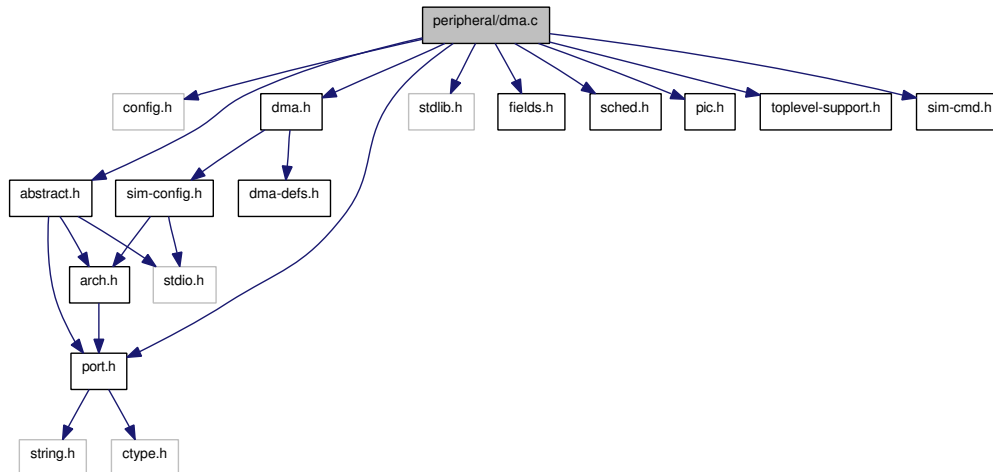 peripheral/dma.c
config.h
dma.h
stdlib.h
fields.h
sched.h
pic.h
toplevel-support.h
sim-cmd.h
abstract.h
sim-config.h
dma-defs.h
arch.h
stdio.h
port.h
string.h
ctype.h